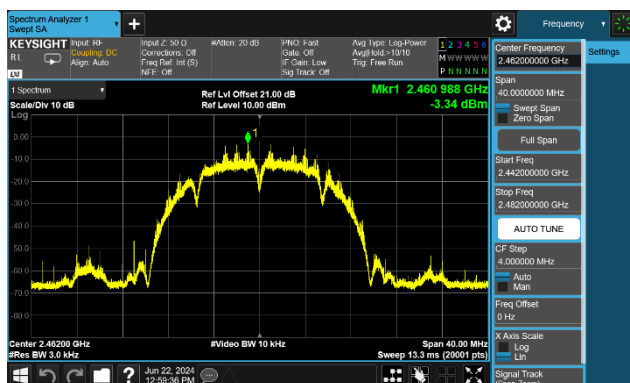 Spectrum Analyzer 1
Swept SA
Frequency
KEYSIGHT
RL
LV
Input: RF
Coupling: DC
Align: Auto
Input Z: 50 Ω
Corrections: Off
Freq Ref: Int (S)
NFE: Off
#Atten: 20 dB
PNO: Fast
Gate: Off
IF Gain: Low
Sig Track: Off
Avg Type: Log-Power
Avg|Hold:>10/10
Trig: Free Run
1 2 3 4 5 6
M W W W W W
P N N N N N
Settings
Center Frequency
2.462000000 GHz
Span
40.0000000 MHz
Swept Span
Zero Span
Full Span
Start Freq
2.442000000 GHz
Stop Freq
2.482000000 GHz
AUTO TUNE
CF Step
4.000000 MHz
Auto
Man
Freq Offset
0 Hz
X Axis Scale
Log
Lin
Signal Track
(Span Zoom)
1 Spectrum
Scale/Div 10 dB
Log
Ref Lvl Offset 21.00 dB
Ref Level 10.00 dBm
Mkr1 2.460 988 GHz
-3.34 dBm
1
0.00
-10.0
-20.0
-30.0
-40.0
-50.0
-60.0
-70.0
-80.0
Center 2.46200 GHz
#Res BW 3.0 kHz
#Video BW 10 kHz
Span 40.00 MHz
Sweep 13.3 ms (20001 pts)
?
Jun 22, 2024
12:59:36 PM